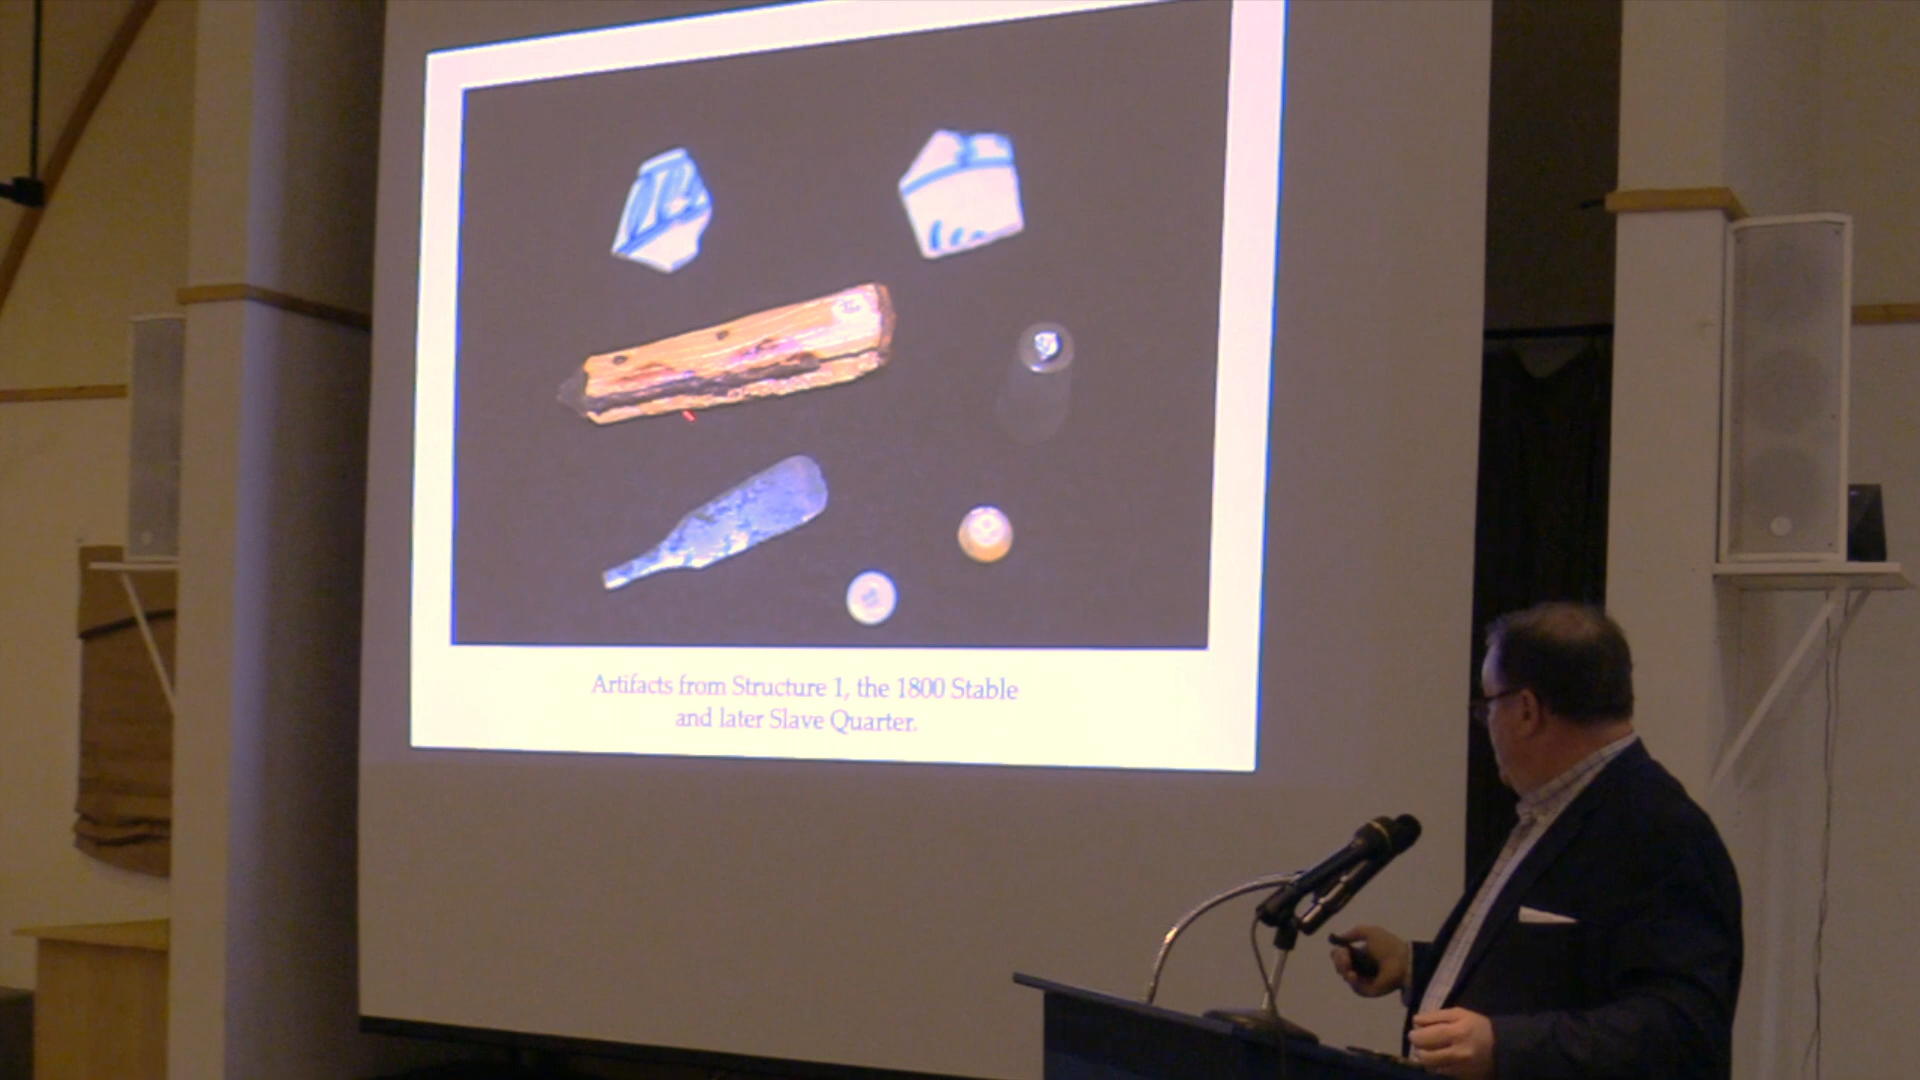 Artifacts from Structure 1, the 1800 Stable
and later Slave Quarter.